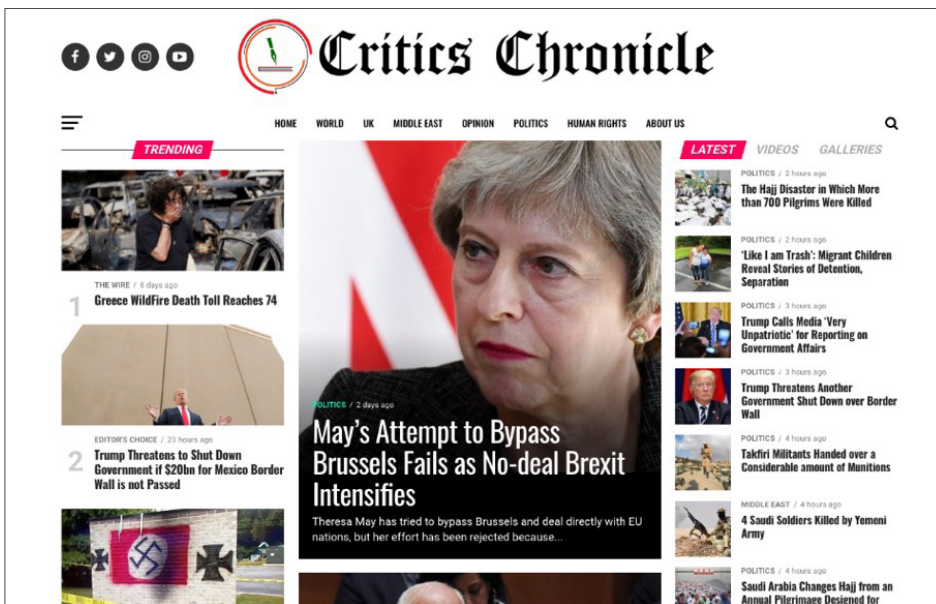 Critics Chronicle
HOME WORLD UK MIDDLE EAST OPINION POLITICS HUMAN RIGHTS ABOUT US
TRENDING
THE WIRE / 6 days ago
1
Greece WildFire Death Toll Reaches 74
EDITOR'S CHOICE / 23 hours ago
2
Trump Threatens to Shut Down
Government if $20bn for Mexico Border
Wall is not Passed
POLITICS / 2 days ago
May's Attempt to Bypass
Brussels Fails as No-deal Brexit
Intensifies
Theresa May has tried to bypass Brussels and deal directly with EU
nations, but her effort has been rejected because...
LATEST VIDEOS GALLERIES
POLITICS / 2 hours ago
The Hajj Disaster in Which More
than 700 Pilgrims Were Killed
POLITICS / 2 hours ago
'Like I am Trash': Migrant Children
Reveal Stories of Detention,
Separation
POLITICS / 3 hours ago
Trump Calls Media 'Very
Unpatriotic' for Reporting on
Government Affairs
POLITICS / 3 hours ago
Trump Threatens Another
Government Shut Down over Border
Wall
POLITICS / 4 hours ago
Takfiri Militants Handed over a
Considerable amount of Munitions
MIDDLE EAST / 4 hours ago
4 Saudi Soldiers Killed by Yemeni
Army
POLITICS / 4 hours ago
Saudi Arabia Changes Hajj from an
Annual Pilgrimage Designed for